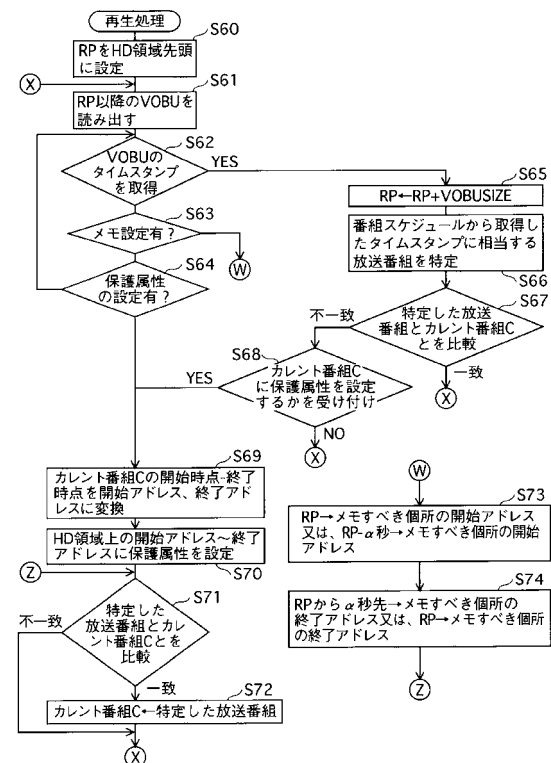 再生処理
S60
RPをHD領域先頭
に設定
X
S61
RP以降のVOBUを
読み出す
S62
VOBUの
タイムスタンプ
を取得
YES
S63
メモ設定有?
W
S64
保護属性
の設定有?
S65
RP←RP+VOBUSIZE
番組スケジュールから取得し
たタイムスタンプに相当する
放送番組を特定
S66
S67
特定した放送
番組とカレント番組C
とを比較
不一致
一致
X
S68
カレント番組C
に保護属性を設定
するかを受け付け
YES
NO
X
S69
カレント番組Cの開始時点-終了
時点を開始アドレス、終了アド
レスに変換
HD領域上の開始アドレス~終了
アドレスに保護属性を設定
S70
Z
S71
特定した
放送番組とカレ
ント番組Cとを
比較
不一致
一致
S72
カレント番組C←特定した放送番組
X
W
S73
RP→メモすべき個所の開始アドレス
又は、RP-α秒→メモすべき個所の開始
アドレス
S74
RPからα秒先→メモすべき個所の
終了アドレス又は、RP→メモすべき個所
の終了アドレス
Z